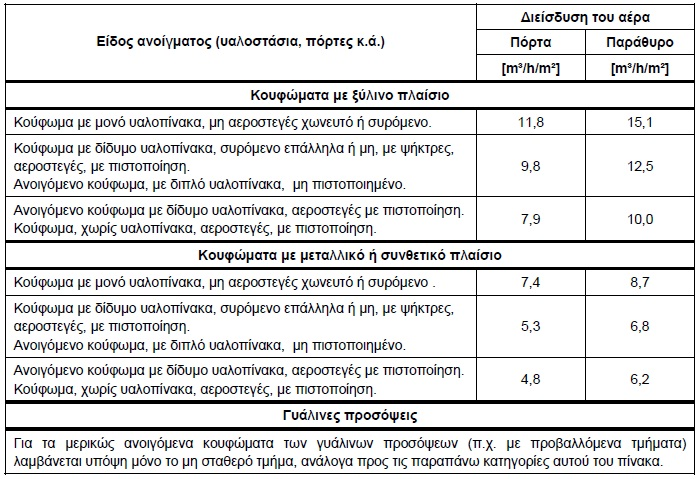 Είδος ανοίγματος (υαλοστάσια, πόρτες κ.ά.)
Διείσδυση του αέρα
Πόρτα Παράθυρο
[m³/h/m²] [m³/h/m²]
Κουφώματα με ξύλινο πλαίσιο
Κούφωμα με μονό υαλοπίνακα, μη αεροστεγές χωνευτό ή συρόμενο. 11,8 15,1
Κούφωμα με δίδυμο υαλοπίνακα, συρόμενο επάλληλα ή μη, με ψήκτρες,
αεροστεγές, με πιστοποίηση. 9,8 12,5
Ανοιγόμενο κούφωμα, με διπλό υαλοπίνακα, μη πιστοποιημένο.
Ανοιγόμενο κούφωμα με δίδυμο υαλοπίνακα, αεροστεγές με πιστοποίηση. 7,9 10,0
Κούφωμα, χωρίς υαλοπίνακα, αεροστεγές, με πιστοποίηση.
Κουφώματα με μεταλλικό ή συνθετικό πλαίσιο
Κούφωμα με μονό υαλοπίνακα, μη αεροστεγές χωνευτό ή συρόμενο . 7,4 8,7
Κούφωμα με δίδυμο υαλοπίνακα, συρόμενο επάλληλα ή μη, με ψήκτρες,
αεροστεγές, με πιστοποίηση. 5,3 6,8
Ανοιγόμενο κούφωμα, με διπλό υαλοπίνακα, μη πιστοποιημένο.
Ανοιγόμενο κούφωμα με δίδυμο υαλοπίνακα, αεροστεγές με πιστοποίηση. 4,8 6,2
Κούφωμα, χωρίς υαλοπίνακα, αεροστεγές, με πιστοποίηση.
Γυάλινες προσόψεις
Για τα μερικώς ανοιγόμενα κουφώματα των γυάλινων προσόψεων (π.χ. με προβαλλόμενα τμήματα)
λαμβάνεται υπόψη μόνο το μη σταθερό τμήμα, ανάλογα προς τις παραπάνω κατηγορίες αυτού του πίνακα.